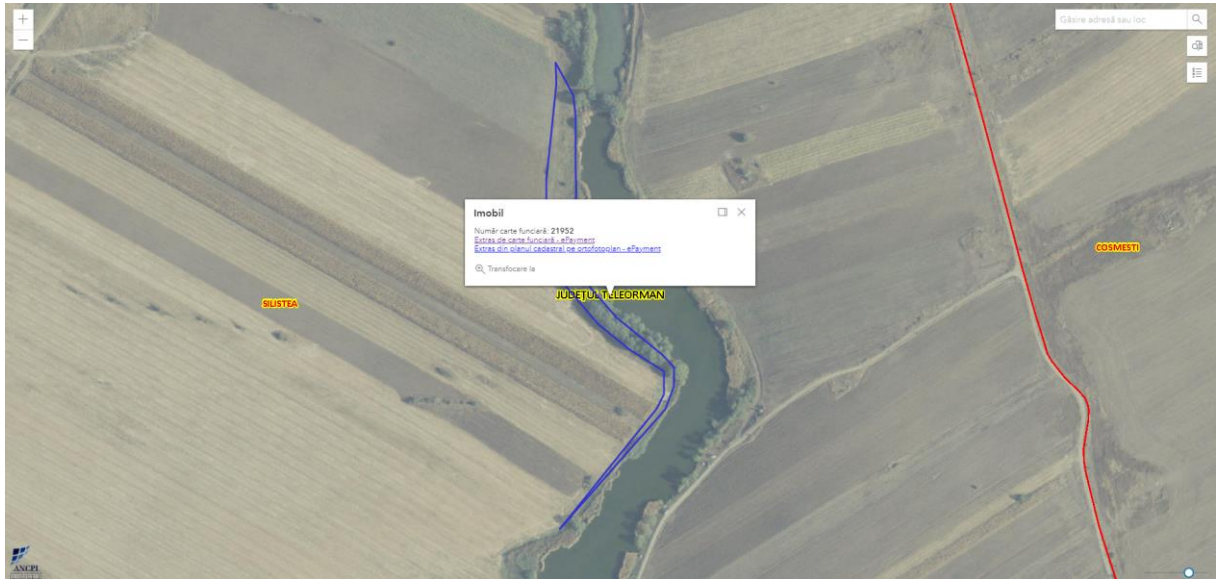 +
Găsire adresă sau loc
−
Imobil
Număr carte funciară: 21952
Extras de carte funciară - ePayment
Extras din planul cadastral pe ortofotoplan - ePayment
Transfocare la
JUDEȚUL TELEORMAN
SILISTEA
COSMESTI
ANCPI